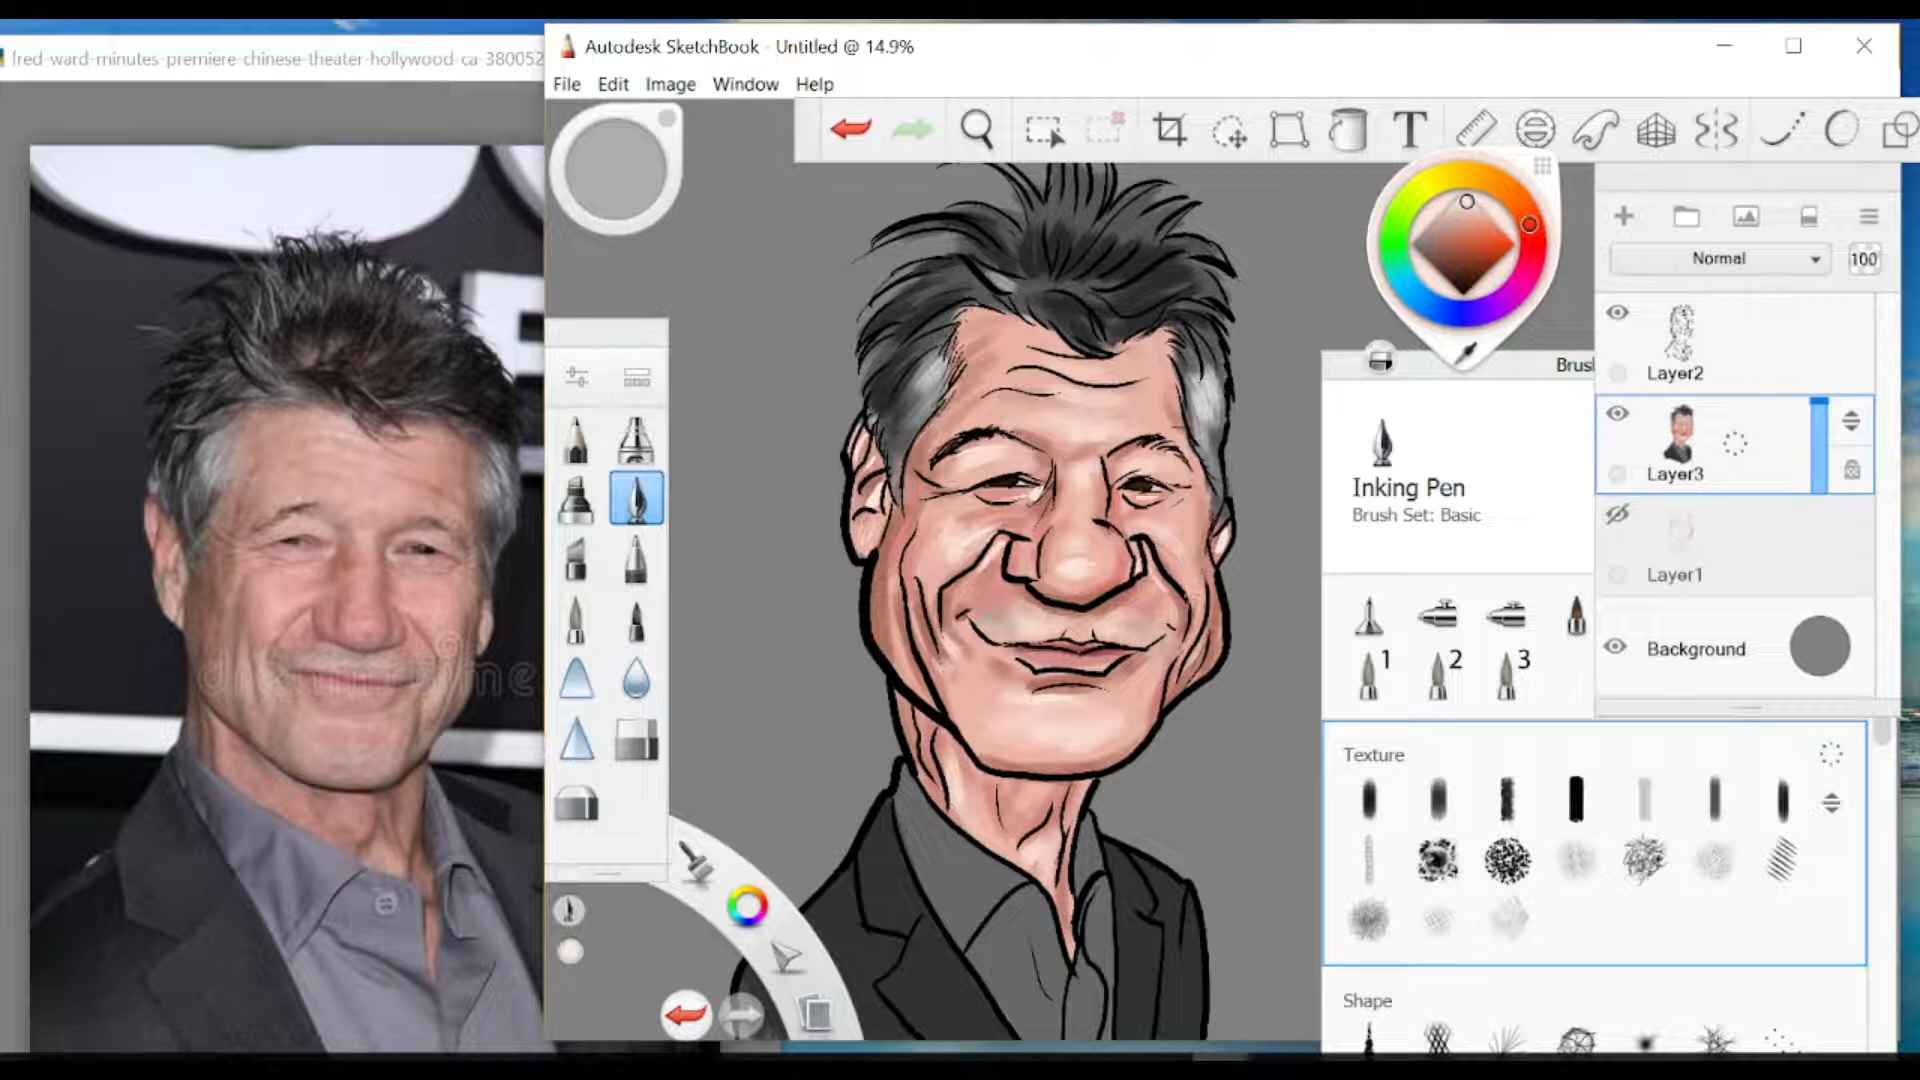 fred-ward-minutes-premiere-chinese-theater-hollywood-ca-380052
Autodesk SketchBook - Untitled @ 14.9%
File Edit Image Window Help
T
Normal 100
Layer2
Brus
Layer3
Inking Pen
Brush Set: Basic
Layer1
Background
1 2 3
Texture
Shape